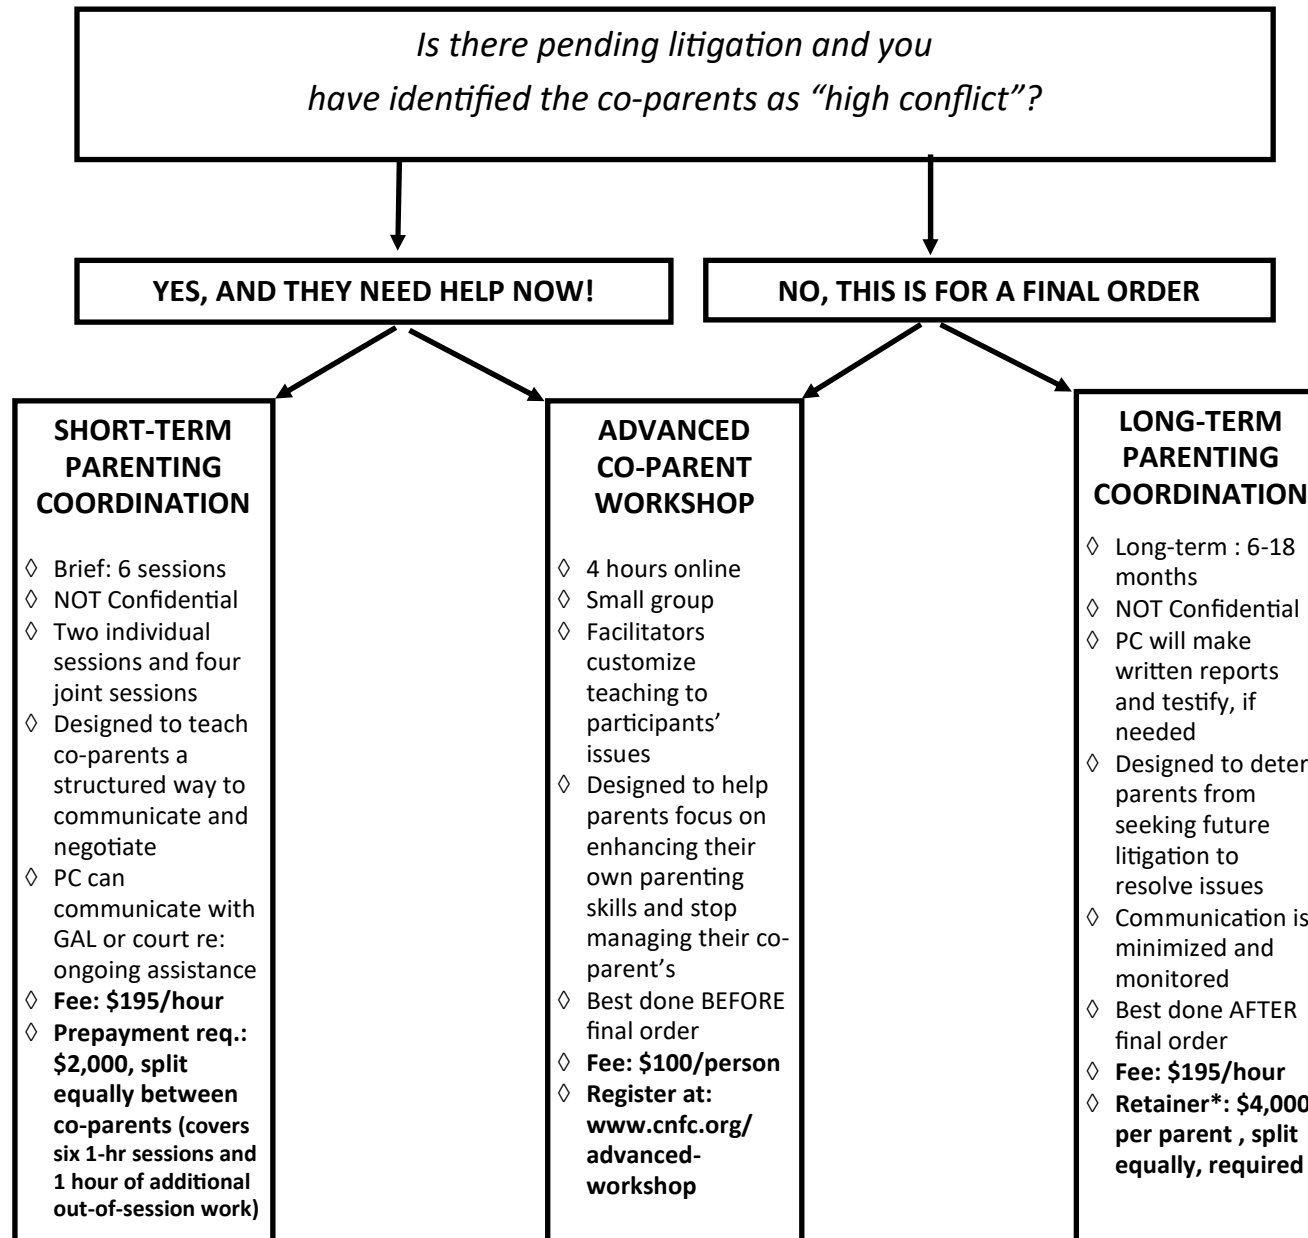 Is there pending litigation and you
have identified the co-parents as “high conflict”?
YES, AND THEY NEED HELP NOW!
NO, THIS IS FOR A FINAL ORDER
SHORT-TERM
PARENTING
COORDINATION
◊ Brief: 6 sessions
◊ NOT Confidential
◊ Two individual
sessions and four
joint sessions
◊ Designed to teach
co-parents a
structured way to
communicate and
negotiate
◊ PC can
communicate with
GAL or court re:
ongoing assistance
◊ Fee: $195/hour
◊ Prepayment req.:
$2,000, split
equally between
co-parents (covers
six 1-hr sessions and
1 hour of additional
out-of-session work)
ADVANCED
CO-PARENT
WORKSHOP
◊ 4 hours online
◊ Small group
◊ Facilitators
customize
teaching to
participants’
issues
◊ Designed to help
parents focus on
enhancing their
own parenting
skills and stop
managing their co-
parent’s
◊ Best done BEFORE
final order
◊ Fee: $100/person
◊ Register at:
www.cnfc.org/
advanced-
workshop
LONG-TERM
PARENTING
COORDINATION
◊ Long-term : 6-18
months
◊ NOT Confidential
◊ PC will make
written reports
and testify, if
needed
◊ Designed to deter
parents from
seeking future
litigation to
resolve issues
◊ Communication is
minimized and
monitored
◊ Best done AFTER
final order
◊ Fee: $195/hour
◊ Retainer*: $4,000
per parent , split
equally, required